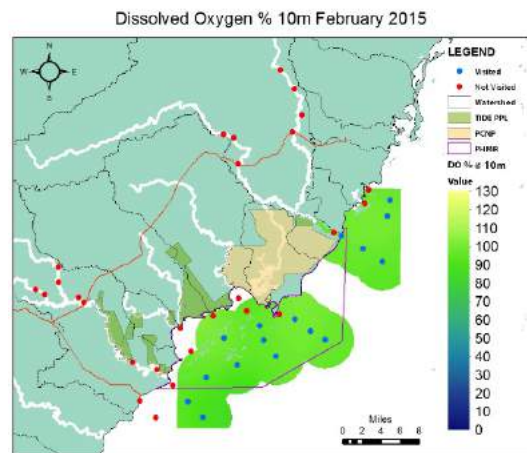 Dissolved Oxygen % 10m February 2015
N
W E
S
LEGEND
Visited
Not Visited
Watershed
TIDE PPL
PCNP
PHMR
DO % @ 10m
Value
130
120
110
100
90
80
70
60
50
40
30
20
10
0
Miles
0 2 4 6 8